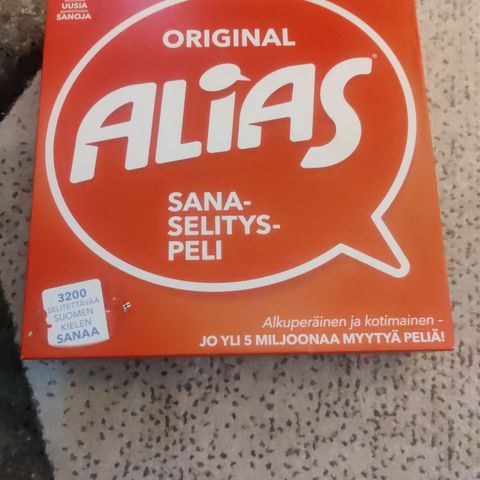 UUSIA
SANOJA
ORIGINAL
ALIAS
SANA-
SELITYS-
PELI
3200
SELITETTÄVÄÄ
SUOMEN
KIELEN
SANAA
Alkuperäinen ja kotimainen –
JO YLI 5 MILJOONAA MYYTYÄ PELIÄ!